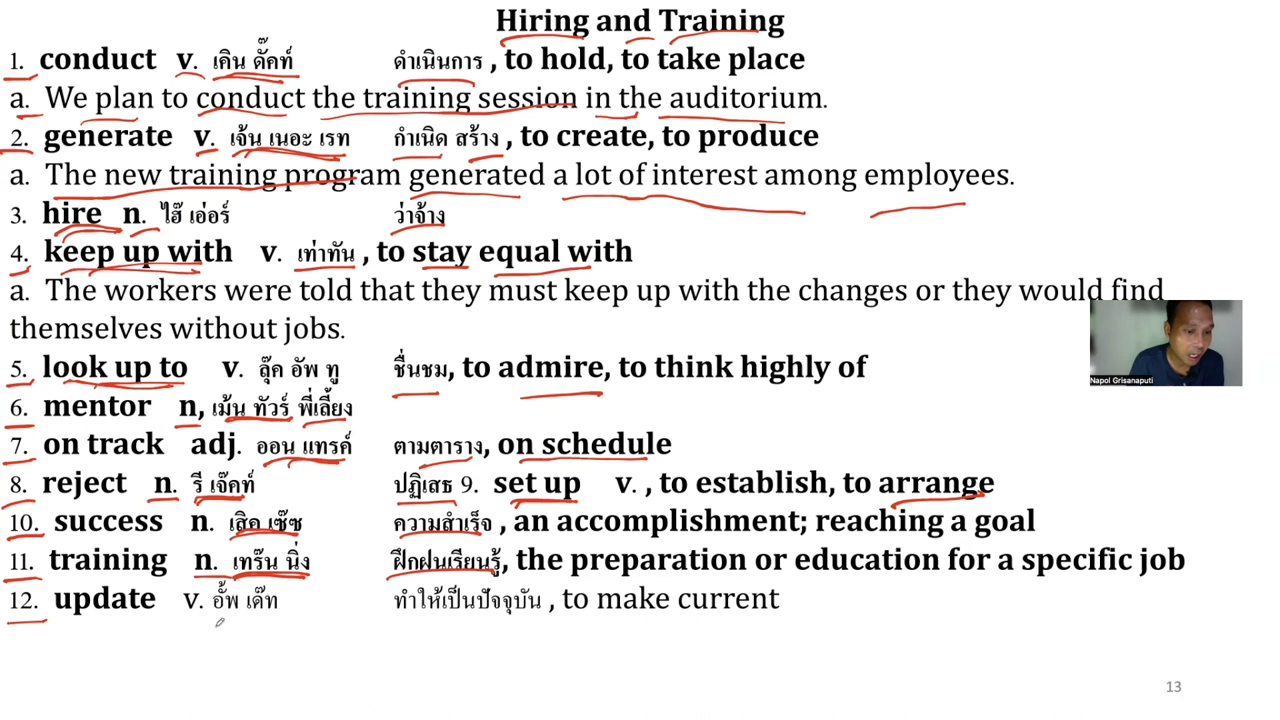 Hiring and Training
1. conduct v. เคิน ดั๊คท์ ดำเนินการ , to hold, to take place
a. We plan to conduct the training session in the auditorium.
2. generate v. เจ้น เนอะ เรท กำเนิด สร้าง , to create, to produce
a. The new training program generated a lot of interest among employees.
3. hire n. ไฮ๊ เอ่อร์ ว่าจ้าง
4. keep up with v. เท่าทัน , to stay equal with
a. The workers were told that they must keep up with the changes or they would find
themselves without jobs.
5. look up to v. ลุ๊ค อัพ ทู ชื่นชม, to admire, to think highly of
6. mentor n, เม้น ทัวร์ พี่เลี้ยง
7. on track adj. ออน แทรค์ ตามตาราง, on schedule
8. reject n. รี เจ๊คท์ ปฏิเสธ 9. set up v. , to establish, to arrange
10. success n. เสิค เซ๊ซ ความสำเร็จ , an accomplishment; reaching a goal
11. training n. เทร๊น นิ่ง ฝึกฝนเรียนรู้, the preparation or education for a specific job
12. update v. อั้พ เด๊ท ทำให้เป็นปัจจุบัน , to make current
Napol Grisanaputi
13